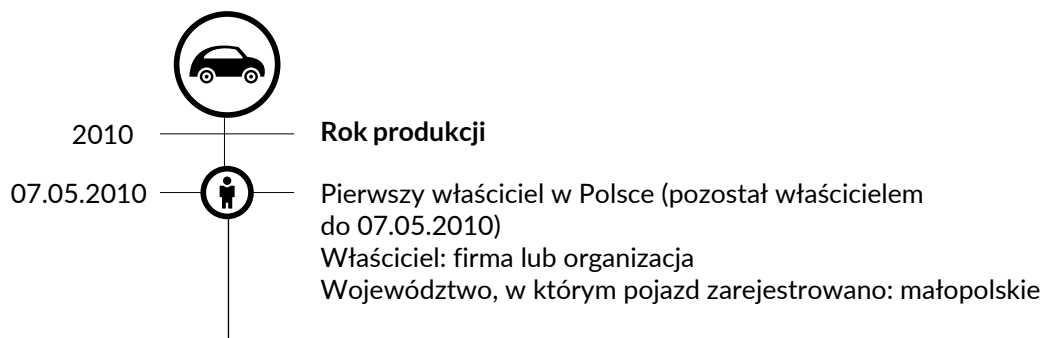 2010
Rok produkcji
07.05.2010
Pierwszy właściciel w Polsce (pozostał właścicielem
do 07.05.2010)
Właściciel: firma lub organizacja
Województwo, w którym pojazd zarejestrowano: małopolskie